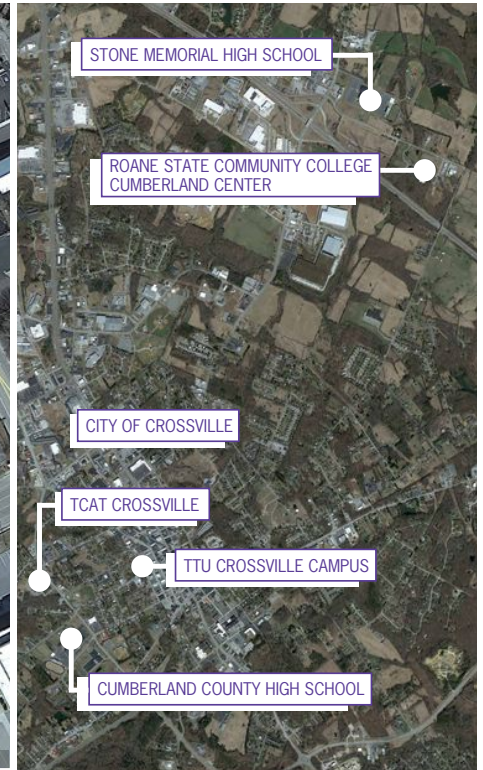 STONE MEMORIAL HIGH SCHOOL
ROANE STATE COMMUNITY COLLEGE
CUMBERLAND CENTER
CITY OF CROSSVILLE
TCAT CROSSVILLE
TTU CROSSVILLE CAMPUS
CUMBERLAND COUNTY HIGH SCHOOL